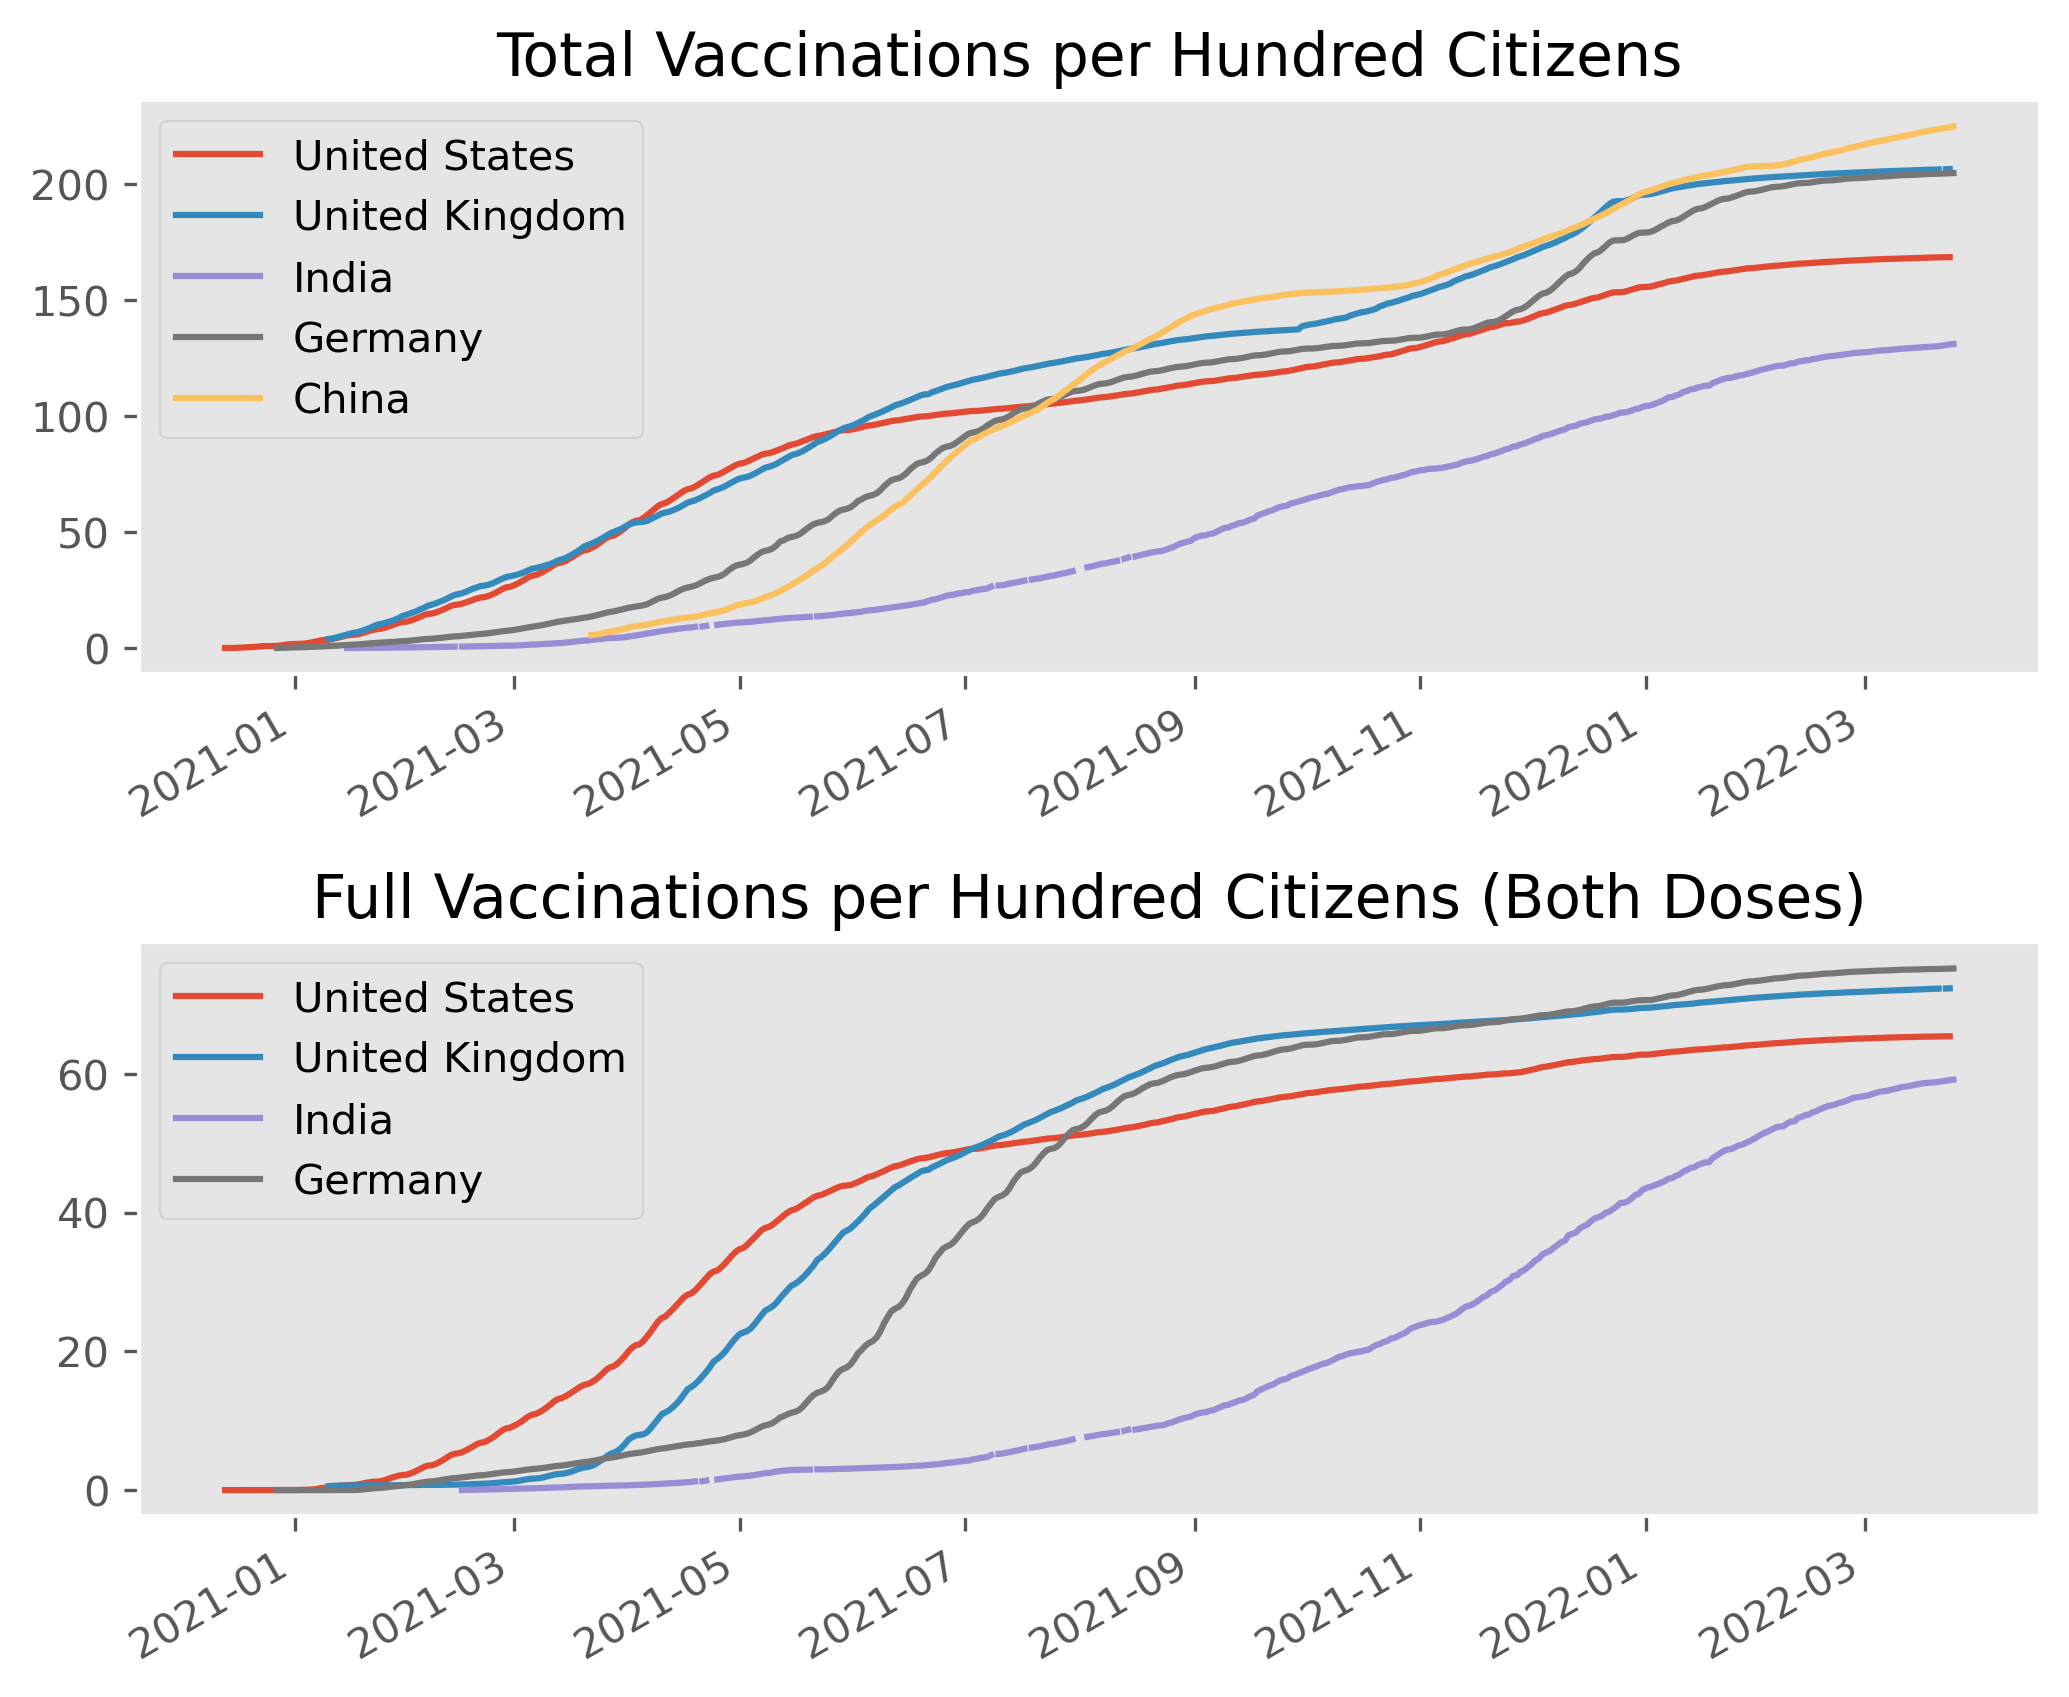 Total Vaccinations per Hundred Citizens
United States
United Kingdom
India
Germany
China
200
150
100
50
0
2021-01
2021-03
2021-05
2021-07
2021-09
2021-11
2022-01
2022-03
Full Vaccinations per Hundred Citizens (Both Doses)
United States
United Kingdom
India
Germany
60
40
20
0
2021-01
2021-03
2021-05
2021-07
2021-09
2021-11
2022-01
2022-03